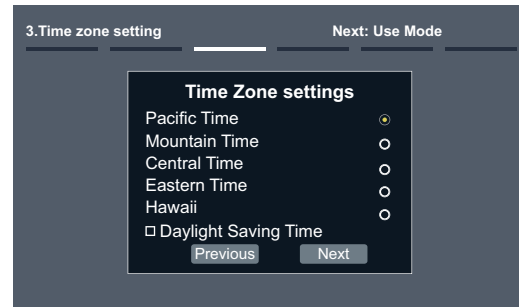 3.Time zone setting Next: Use Mode
Time Zone settings
Pacific Time
Mountain Time
Central Time
Eastern Time
Hawaii
Daylight Saving Time
Previous Next